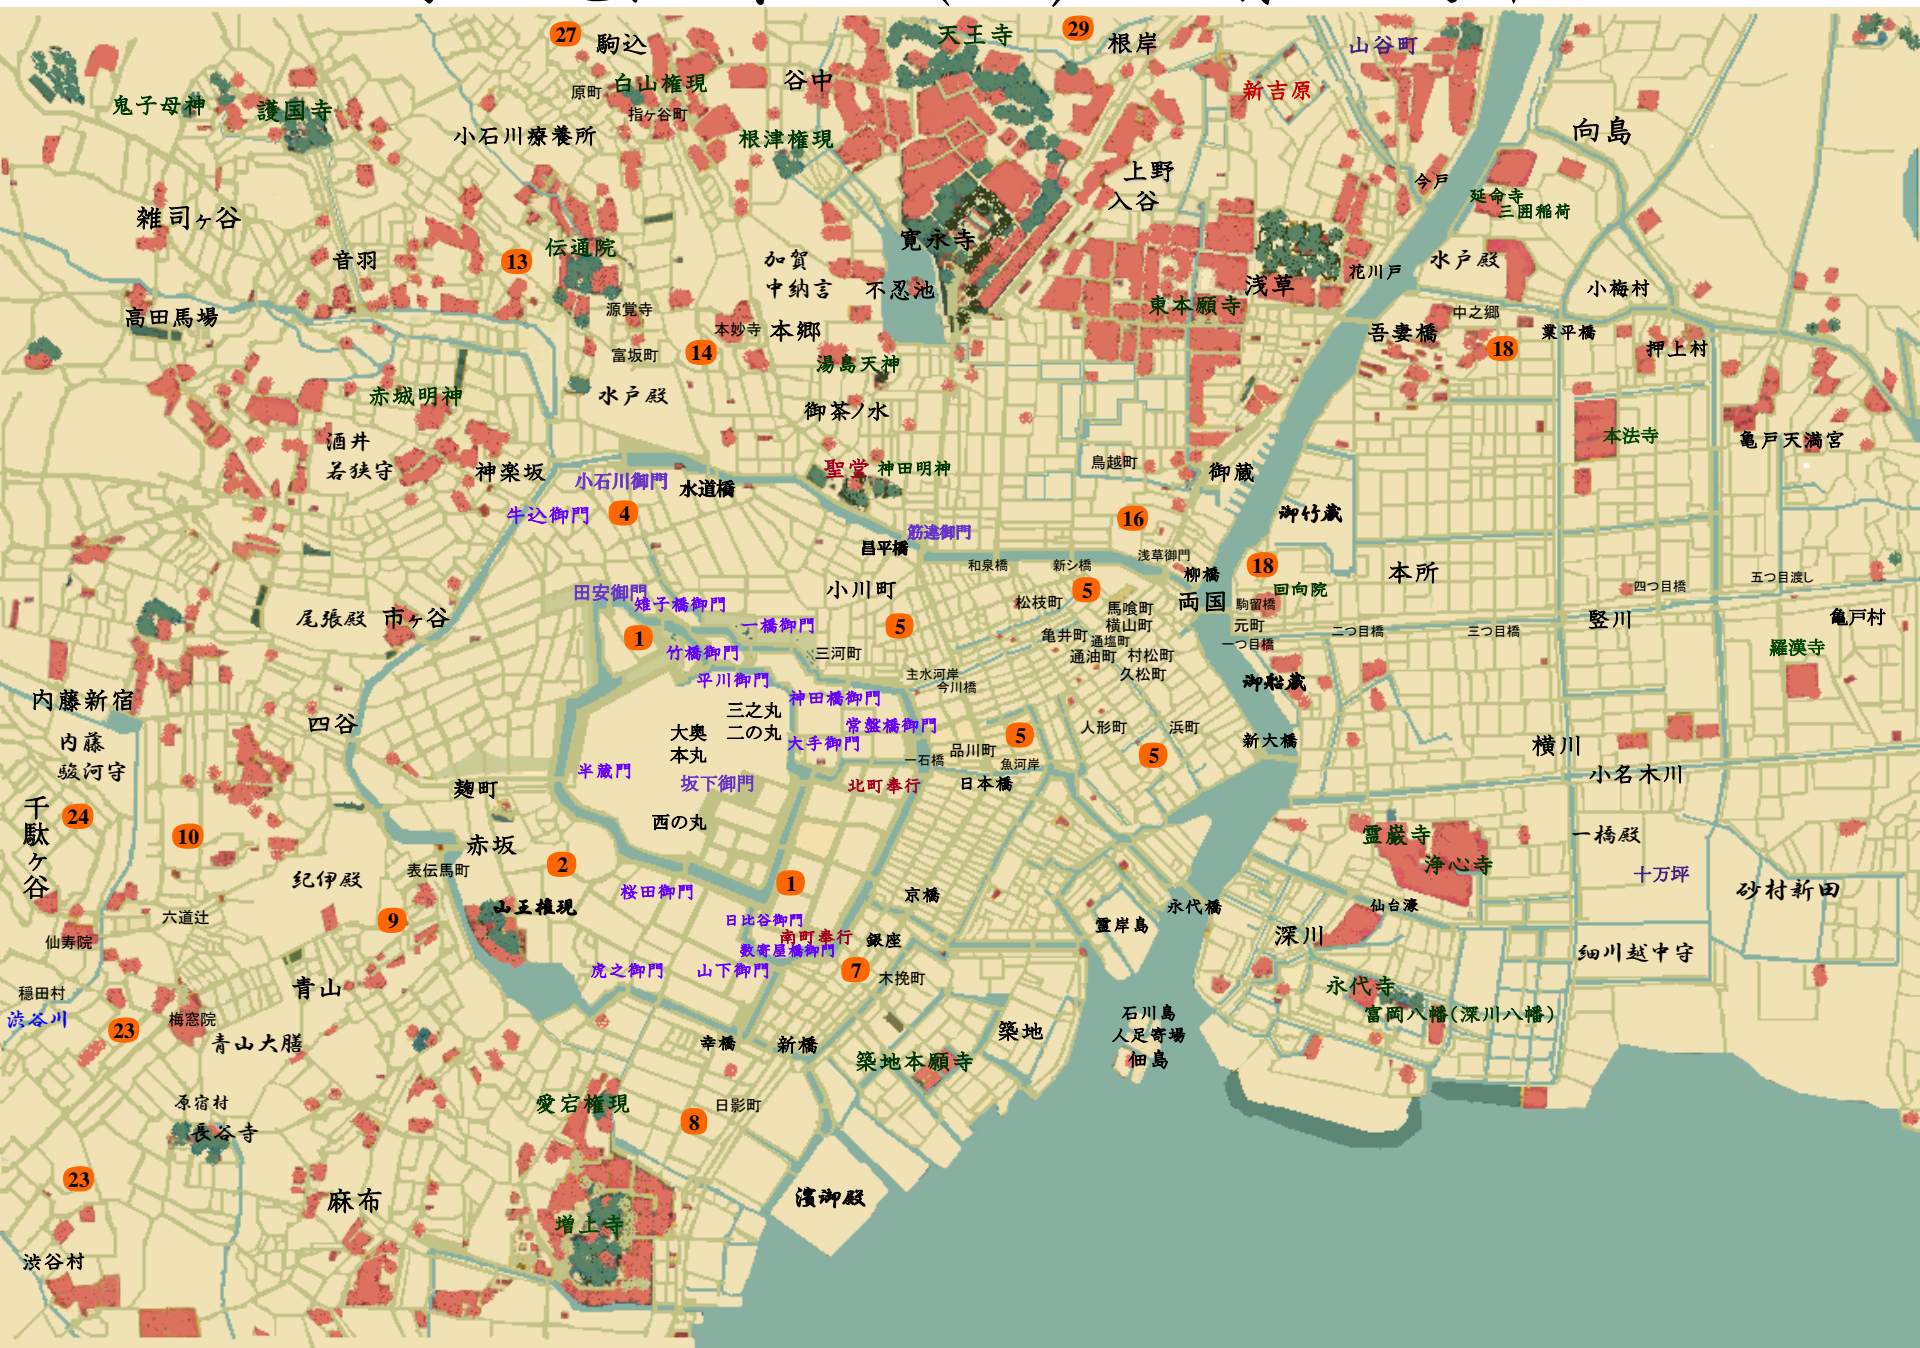 27
駒込
天王寺
29
根岸
山谷町
鬼子母神
護国寺
原町
白山権現
指ヶ谷町
谷中
新吉原
向島
小石川療養所
根津権現
上野
入谷
今戸
延命寺
三囲稲荷
雑司ヶ谷
音羽
13
伝通院
加賀
中納言
寛永寺
不忍池
浅草
花川戸
水戸殿
小梅村
高田馬場
源覚寺
本妙寺
本郷
東本願寺
吾妻橋
中之郷
業平橋
18
押上村
富坂町
14
湯島天神
赤城明神
水戸殿
御茶ノ水
本法寺
亀戸天満宮
酒井
若狭守
神楽坂
小石川御門
水道橋
聖堂
神田明神
鳥越町
御蔵
牛込御門
4
筋違御門
昌平橋
16
御竹蔵
和泉橋
新シ橋
浅草御門
柳橋
18
本所
田安御門
雉子橋御門
小川町
松枝町
5
馬喰町
両国
回向院
駒留橋
四つ目橋
五つ目渡し
尾張殿
市ヶ谷
1
一橋御門
5
横山町
元町
二つ目橋
三つ目橋
竪川
亀戸村
竹橋御門
三河町
亀井町
通塩町
通油町
村松町
一つ目橋
羅漢寺
平川御門
主水河岸
今川橋
久松町
御船蔵
内藤新宿
神田橋御門
四谷
三之丸
二の丸
大奥
本丸
常盤橋御門
大手御門
人形町
浜町
新大橋
横川
内藤
駿河守
半蔵門
坂下御門
一石橋
品川町
5
魚河岸
5
小名木川
麹町
北町奉行
日本橋
千駄ヶ谷
24
10
西の丸
赤坂
霊巌寺
浄心寺
一橋殿
十万坪
砂村新田
紀伊殿
表伝馬町
2
桜田御門
1
京橋
永代橋
仙台濠
六道辻
9
山王権現
日比谷御門
南町奉行
数寄屋橋御門
銀座
霊岸島
深川
仙寿院
虎之御門
山下御門
7
木挽町
細川越中守
穏田村
青山
永代寺
富岡八幡(深川八幡)
渋谷川
23
梅窓院
青山大膳
幸橋
新橋
築地
石川島
人足寄場
佃島
築地本願寺
原宿村
長谷寺
愛宕権現
8
日影町
23
麻布
濱御殿
増上寺
渋谷村